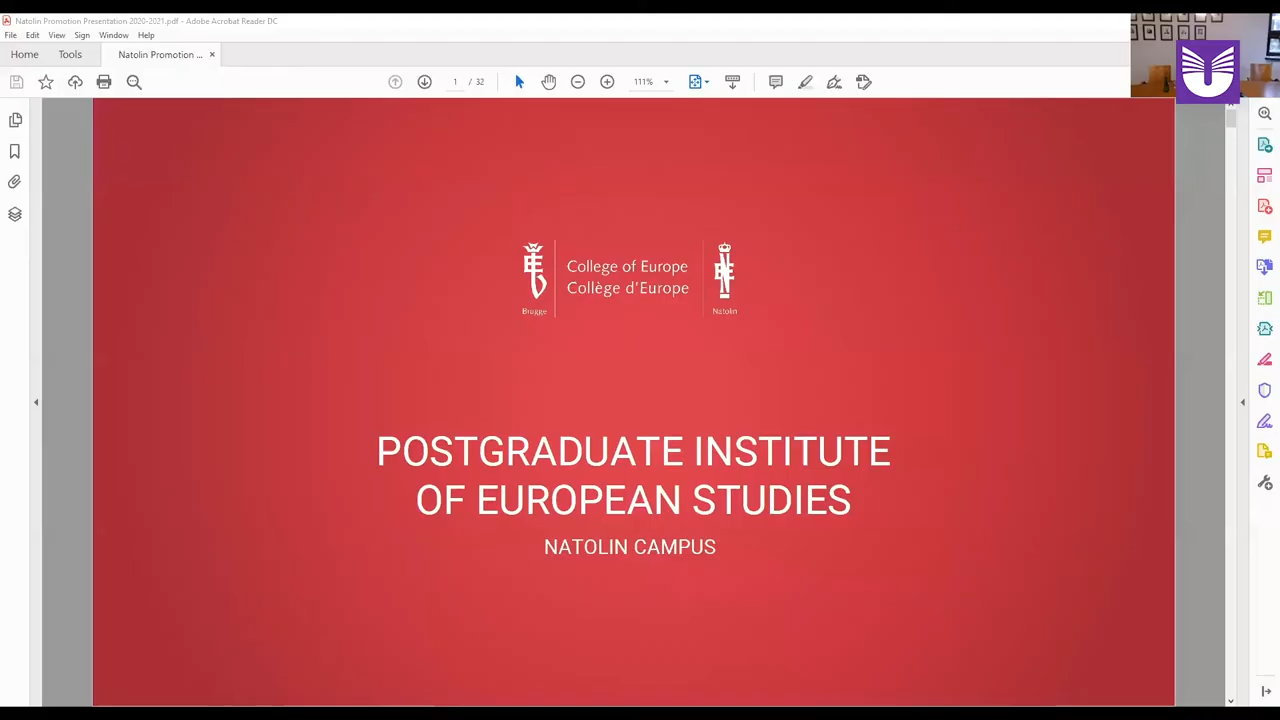 Natolin Promotion Presentation 2020-2021.pdf - Adobe Acrobat Reader DC
File Edit View Sign Window Help
Home Tools Natolin Promotion ... ×
1 / 32 111%
College of Europe
Collège d'Europe
Brugge Natolin
POSTGRADUATE INSTITUTE
OF EUROPEAN STUDIES
NATOLIN CAMPUS